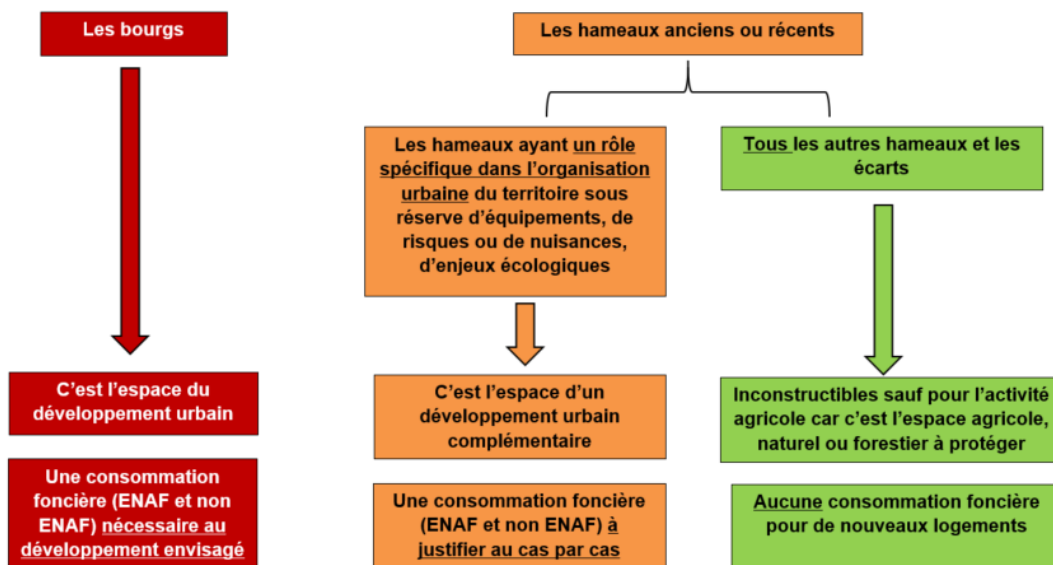 Les bourgs
Les hameaux anciens ou récents
Les hameaux ayant un rôle
spécifique dans l'organisation
urbaine du territoire sous
réserve d'équipements, de
risques ou de nuisances,
d'enjeux écologiques
Tous les autres hameaux et les
écarts
C'est l'espace du
développement urbain
C'est l'espace d'un
développement urbain
complémentaire
Inconstructibles sauf pour l'activité
agricole car c'est l'espace agricole,
naturel ou forestier à protéger
Une consommation
foncière (ENAF et non
ENAF) nécessaire au
développement envisagé
Une consommation foncière
(ENAF et non ENAF) à
justifier au cas par cas
Aucune consommation foncière
pour de nouveaux logements